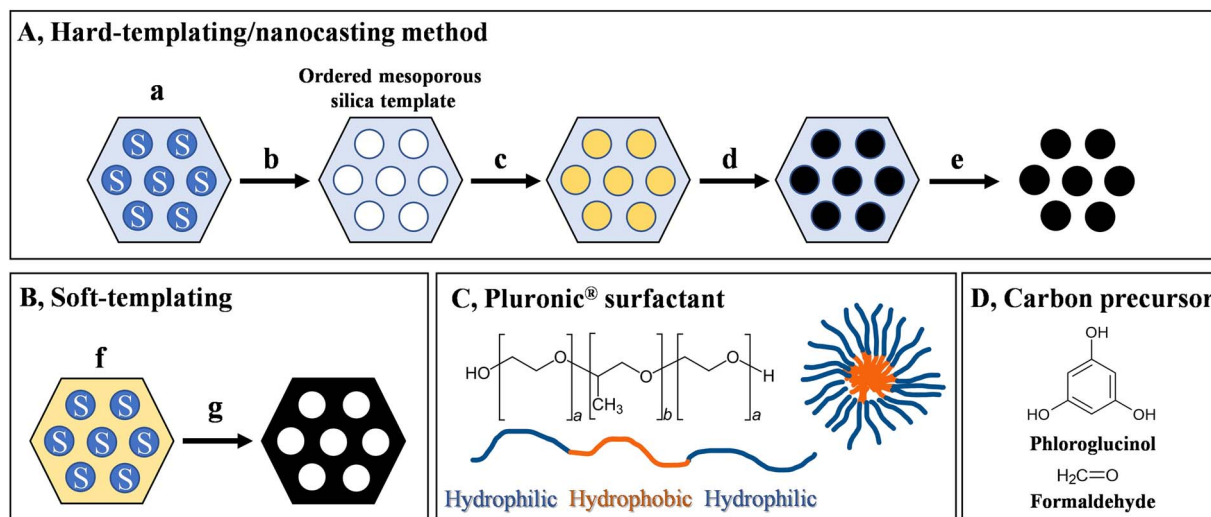 A, Hard-templating/nanocasting method
a
Ordered mesoporous
silica template
b
c
d
e
S S
S S S
S S
B, Soft-templating
f
g
S S
S S S
S S
C, Pluronic® surfactant
HO
O
CH3
O
O
H
a
b
a
Hydrophilic Hydrophobic Hydrophilic
D, Carbon precursor
OH
HO
OH
Phloroglucinol
H2C=O
Formaldehyde